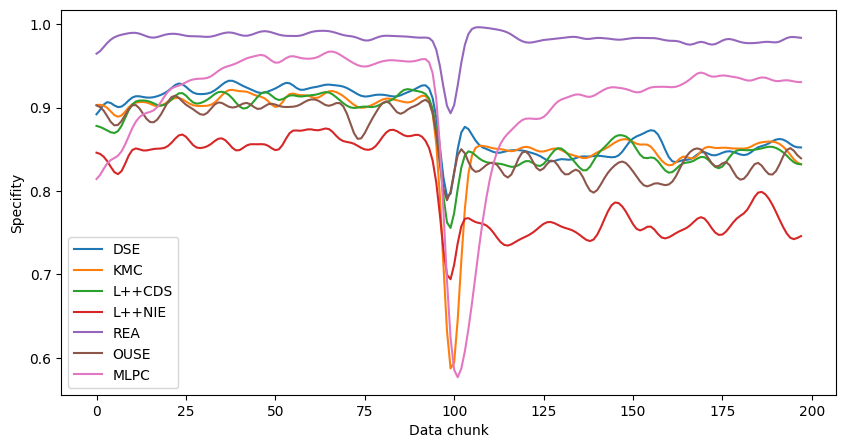 1.0
0.9
0.8
0.7
0.6
Specifity
DSE
KMC
L++CDS
L++NIE
REA
OUSE
MLPC
0 25 50 75 100 125 150 175 200
Data chunk